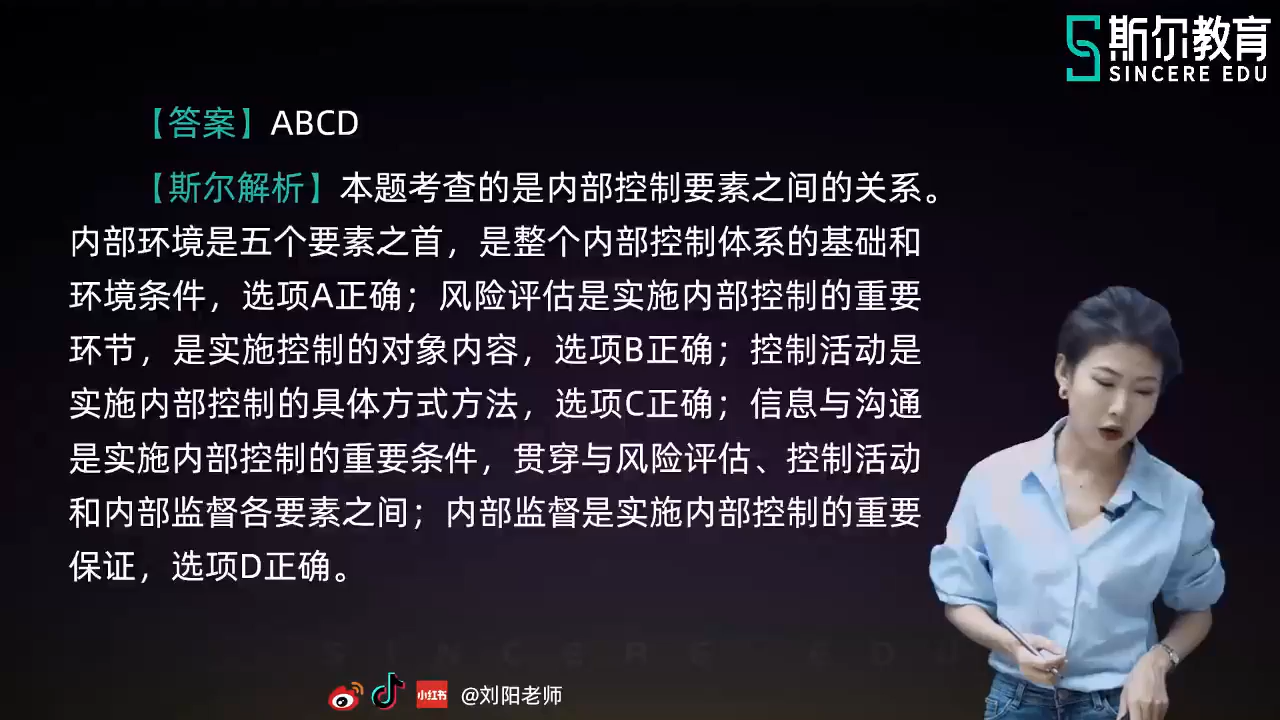 斯尔教育
SINCERE EDU
【答案】ABCD
【斯尔解析】本题考查的是内部控制要素之间的关系。
内部环境是五个要素之首，是整个内部控制体系的基础和
环境条件，选项A正确；风险评估是实施内部控制的重要
环节，是实施控制的对象内容，选项B正确；控制活动是
实施内部控制的具体方式方法，选项C正确；信息与沟通
是实施内部控制的重要条件，贯穿与风险评估、控制活动
和内部监督各要素之间；内部监督是实施内部控制的重要
保证，选项D正确。
SINCERE EDU
小红书 @刘阳老师